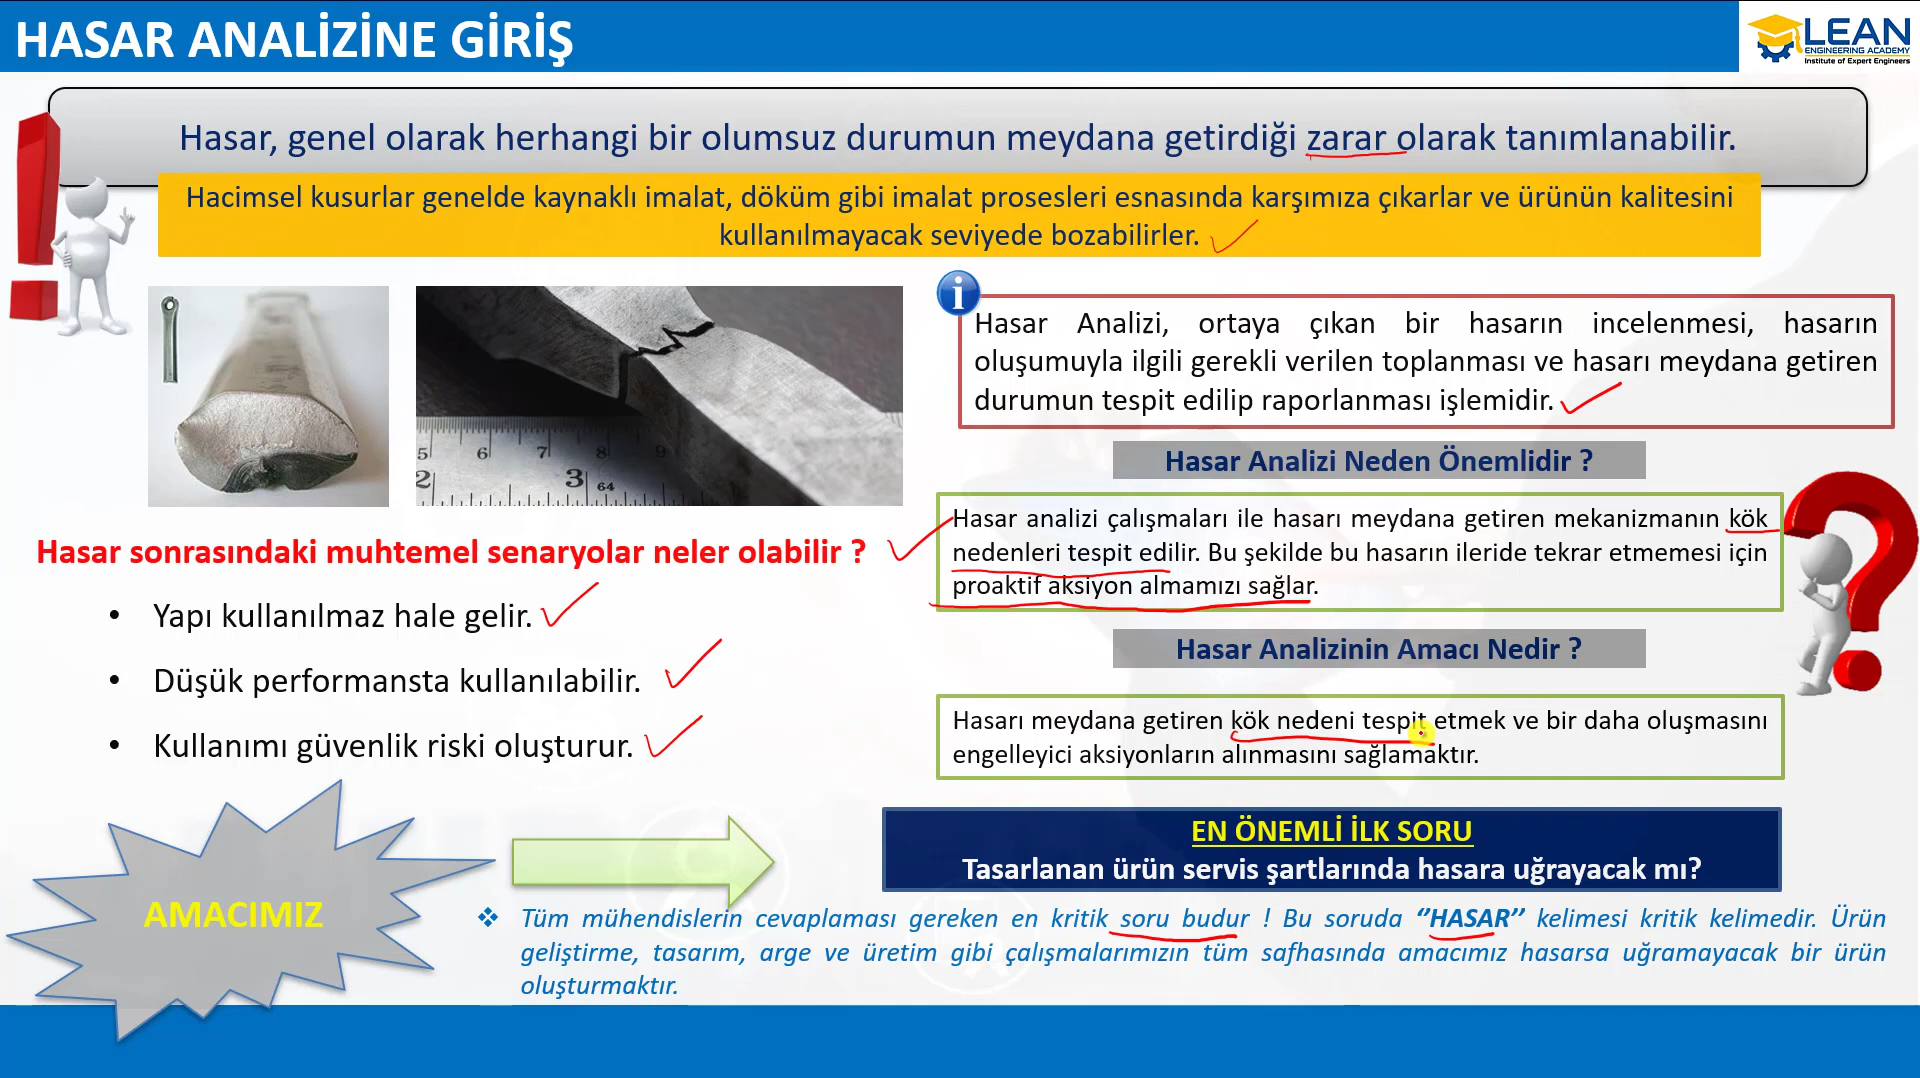 HASAR ANALİZİNE GİRİŞ
LEAN
ENGINEERING ACADEMY
Institute of Expert Engineers
Hasar, genel olarak herhangi bir olumsuz durumun meydana getirdiği zarar olarak tanımlanabilir.
Hacimsel kusurlar genelde kaynaklı imalat, döküm gibi imalat prosesleri esnasında karşımıza çıkarlar ve ürünün kalitesini
kullanılmayacak seviyede bozabilirler.
i
Hasar Analizi, ortaya çıkan bir hasarın incelenmesi, hasarın
oluşumuyla ilgili gerekli verilen toplanması ve hasarı meydana getiren
durumun tespit edilip raporlanması işlemidir.
5 6 7 8 9
2 3 64
Hasar Analizi Neden Önemlidir ?
Hasar analizi çalışmaları ile hasarı meydana getiren mekanizmanın kök
nedenleri tespit edilir. Bu şekilde bu hasarın ileride tekrar etmemesi için
proaktif aksiyon almamızı sağlar.
Hasar sonrasındaki muhtemel senaryolar neler olabilir ?
• Yapı kullanılmaz hale gelir.
• Düşük performansta kullanılabilir.
• Kullanımı güvenlik riski oluşturur.
Hasar Analizinin Amacı Nedir ?
Hasarı meydana getiren kök nedeni tespit etmek ve bir daha oluşmasını
engelleyici aksiyonların alınmasını sağlamaktır.
AMACIMIZ
EN ÖNEMLİ İLK SORU
Tasarlanan ürün servis şartlarında hasara uğrayacak mı?
❖ Tüm mühendislerin cevaplaması gereken en kritik soru budur ! Bu soruda ‘’HASAR’’ kelimesi kritik kelimedir. Ürün
geliştirme, tasarım, arge ve üretim gibi çalışmalarımızın tüm safhasında amacımız hasarsa uğramayacak bir ürün
oluşturmaktır.